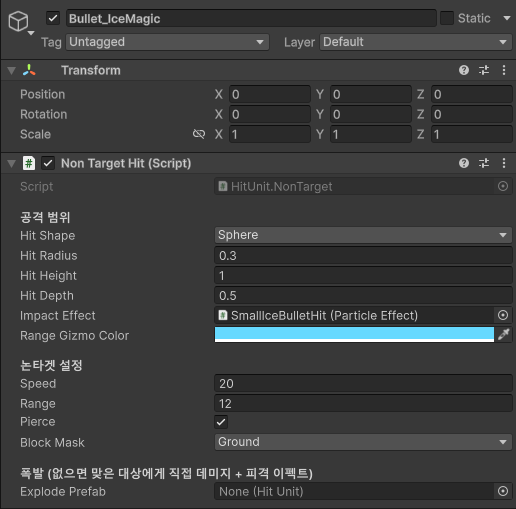 Bullet_IceMagic
Static
Tag Untagged Layer Default
Transform
Position X 0 Y 0 Z 0
Rotation X 0 Y 0 Z 0
Scale X 1 Y 1 Z 1
# Non Target Hit (Script)
Script # HitUnit.NonTarget
공격 범위
Hit Shape Sphere
Hit Radius 0.3
Hit Height 1
Hit Depth 0.5
Impact Effect # SmallIceBulletHit (Particle Effect)
Range Gizmo Color
논타겟 설정
Speed 20
Range 12
Pierce
Block Mask Ground
폭발 (없으면 맞은 대상에게 직접 데미지 + 피격 이펙트)
Explode Prefab None (Hit Unit)